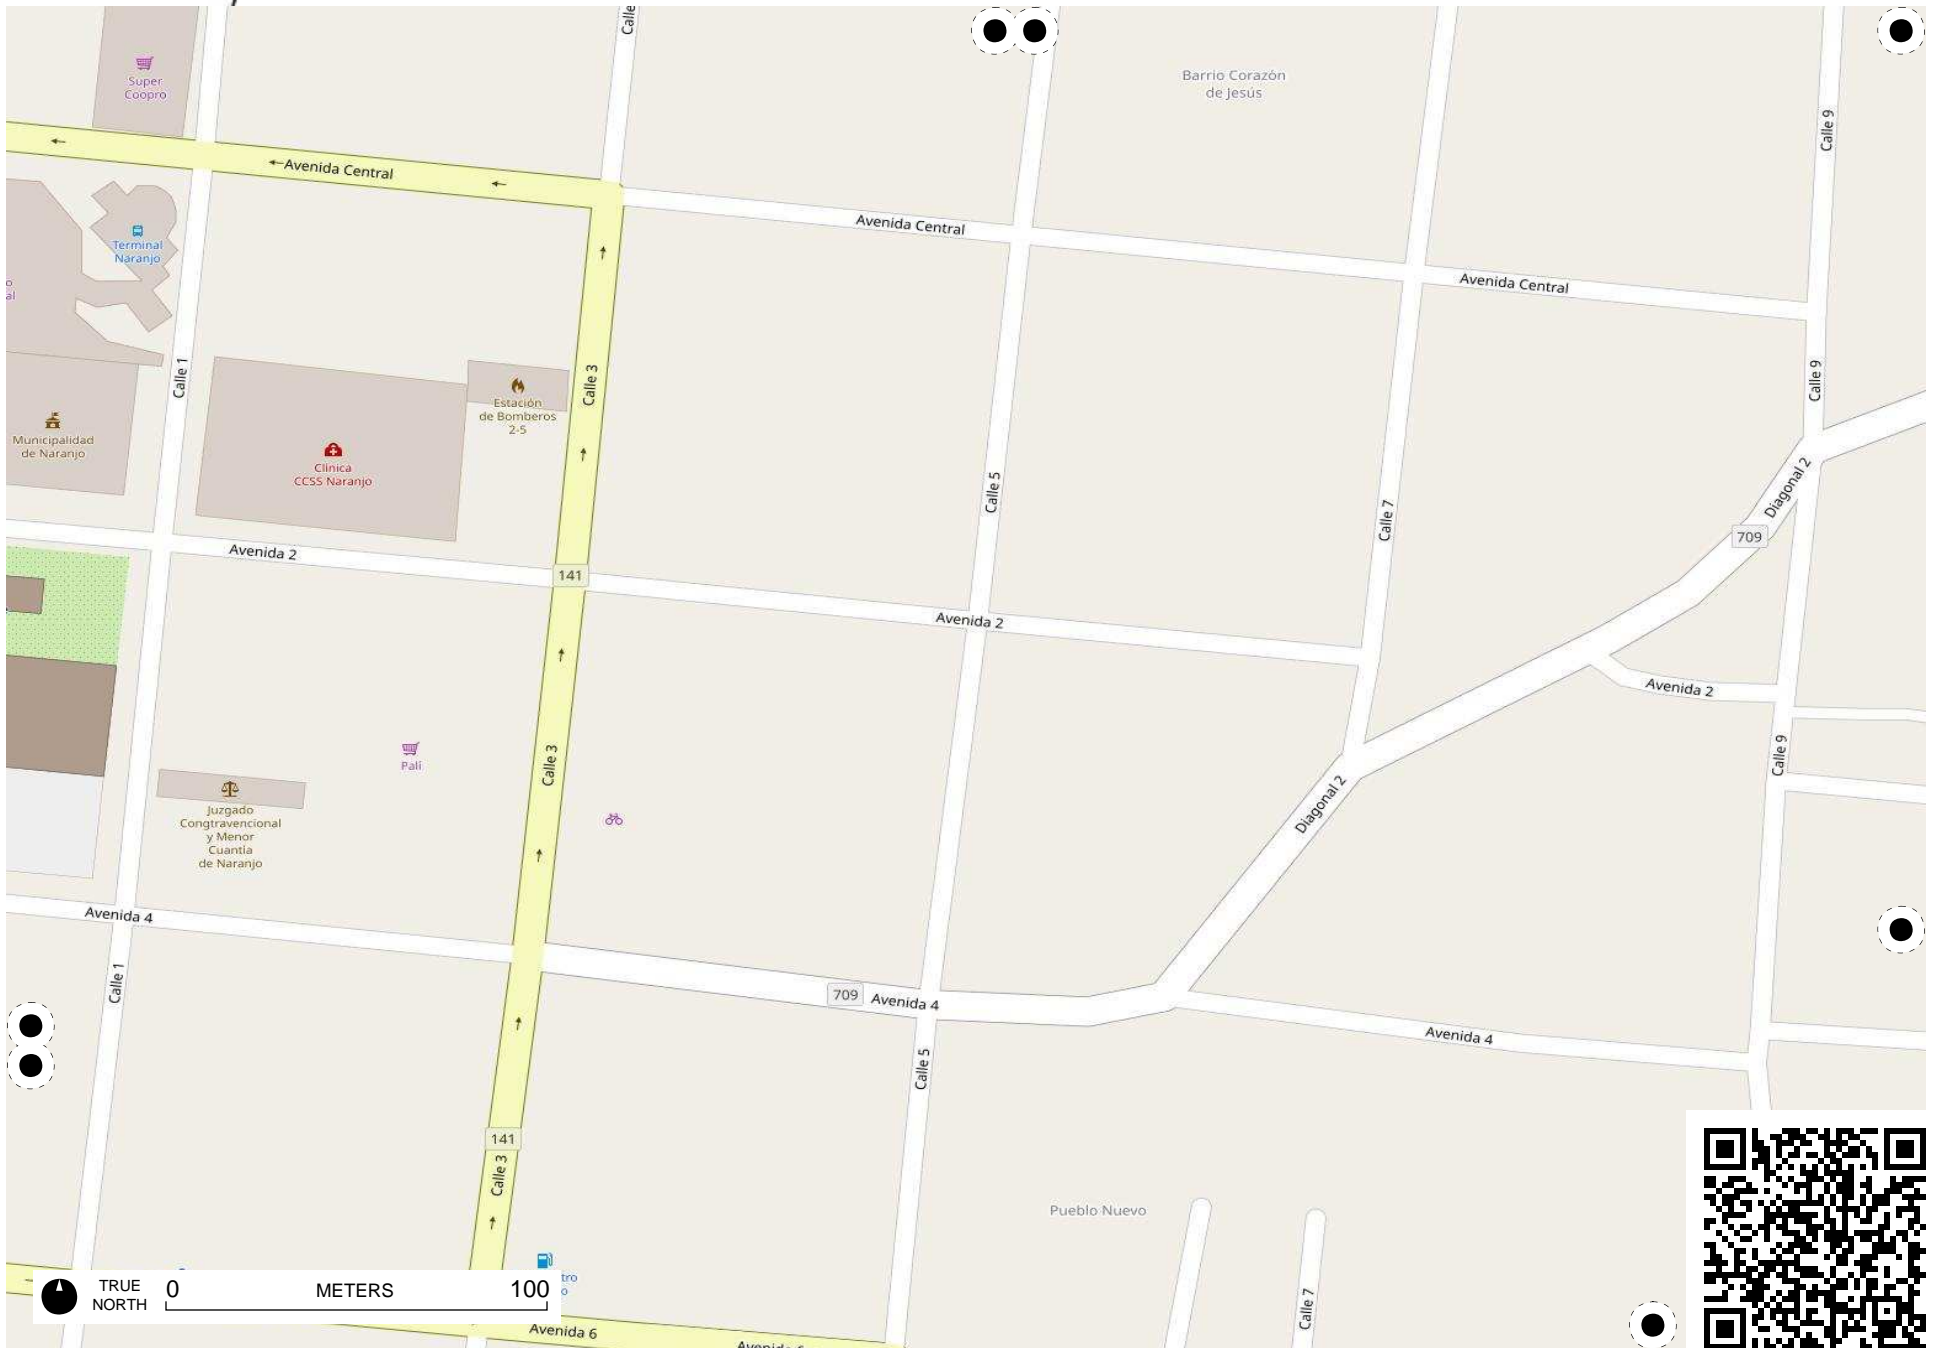 Super
Coopro
Calle
Barrio Corazón
de Jesús
Calle 9
Avenida Central
Avenida Central
Avenida Central
Terminal
Naranjo
al
Calle 1
Calle 3
Calle 9
Estación
de Bomberos
2-5
Municipalidad
de Naranjo
Clínica
CCSS Naranjo
Calle 5
Calle 7
Diagonal 2
709
Avenida 2
141
Avenida 2
Avenida 2
Calle 3
Palí
Calle 9
Diagonal 2
Juzgado
Congtravencional
y Menor
Cuantía
de Naranjo
Avenida 4
Calle 1
709
Avenida 4
Avenida 4
Calle 5
141
Calle 3
Pueblo Nuevo
Calle 7
tro
o
TRUE
NORTH
0
METERS
100
Avenida 6